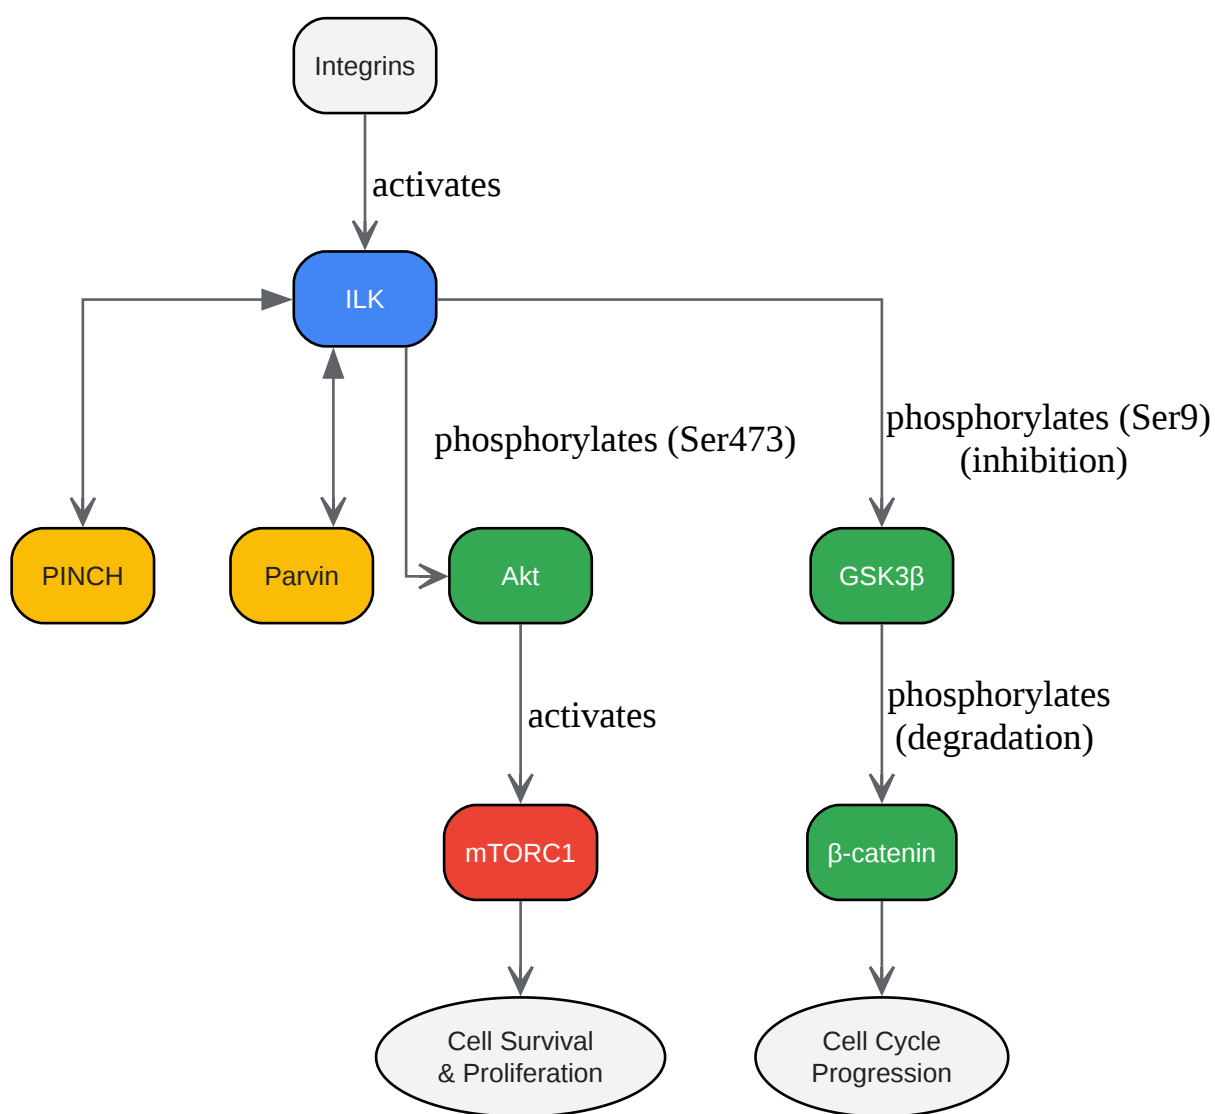 Integrins
activates
ILK
phosphorylates (Ser473)
phosphorylates (Ser9)
(inhibition)
PINCH
Parvin
Akt
GSK3β
activates
phosphorylates
(degradation)
mTORC1
β-catenin
Cell Survival
& Proliferation
Cell Cycle
Progression